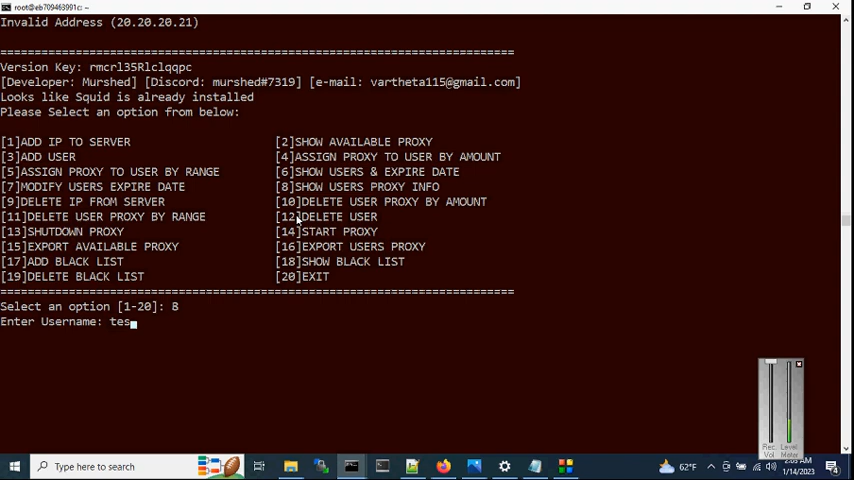 root@eb709463991c: ~
Invalid Address (20.20.20.21)
==========================================================================
Version Key: rmcrl35Rlclqqpc
[Developer: Murshed] [Discord: murshed#7319] [e-mail: vartheta115@gmail.com]
Looks like Squid is already installed
Please Select an option from below:
[1]ADD IP TO SERVER [2]SHOW AVAILABLE PROXY
[3]ADD USER [4]ASSIGN PROXY TO USER BY AMOUNT
[5]ASSIGN PROXY TO USER BY RANGE [6]SHOW USERS & EXPIRE DATE
[7]MODIFY USERS EXPIRE DATE [8]SHOW USERS PROXY INFO
[9]DELETE IP FROM SERVER [10]DELETE USER PROXY BY AMOUNT
[11]DELETE USER PROXY BY RANGE [12]DELETE USER
[13]SHUTDOWN PROXY [14]START PROXY
[15]EXPORT AVAILABLE PROXY [16]EXPORT USERS PROXY
[17]ADD BLACK LIST [18]SHOW BLACK LIST
[19]DELETE BLACK LIST [20]EXIT
==========================================================================
Select an option [1-20]: 8
Enter Username: tes
Rec. Level
Vol Meter
Type here to search
62°F
1/14/2023